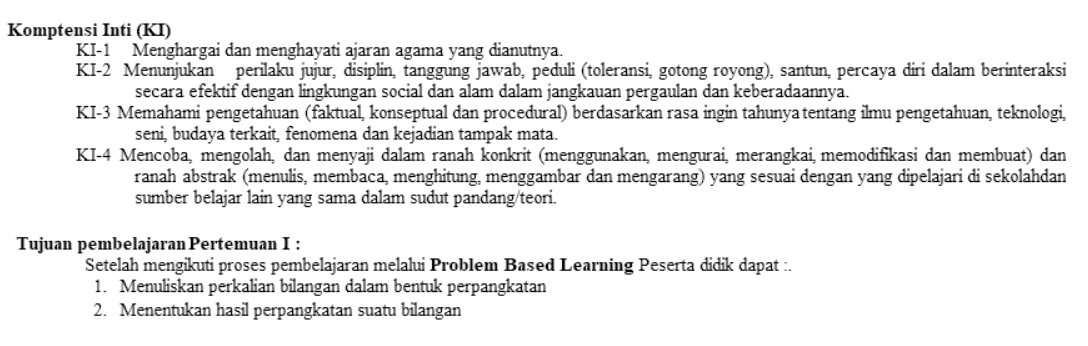 Komptensi Inti (KI)
KI-1 Menghargai dan menghayati ajaran agama yang dianutnya.
KI-2 Menunjukan perilaku jujur, disiplin, tanggung jawab, peduli (toleransi, gotong royong), santun, percaya diri dalam berinteraksi
secara efektif dengan lingkungan social dan alam dalam jangkauan pergaulan dan keberadaannya.
KI-3 Memahami pengetahuan (faktual, konseptual dan procedural) berdasarkan rasa ingin tahunya tentang ilmu pengetahuan, teknologi,
seni, budaya terkait, fenomena dan kejadian tampak mata.
KI-4 Mencoba, mengolah, dan menyaji dalam ranah konkrit (menggunakan, mengurai, merangkai, memodifikasi dan membuat) dan
ranah abstrak (menulis, membaca, menghitung, menggambar dan mengarang) yang sesuai dengan yang dipelajari di sekolahdan
sumber belajar lain yang sama dalam sudut pandang/teori.
Tujuan pembelajaran Pertemuan I :
Setelah mengikuti proses pembelajaran melalui Problem Based Learning Peserta didik dapat :.
1. Menuliskan perkalian bilangan dalam bentuk perpangkatan
2. Menentukan hasil perpangkatan suatu bilangan